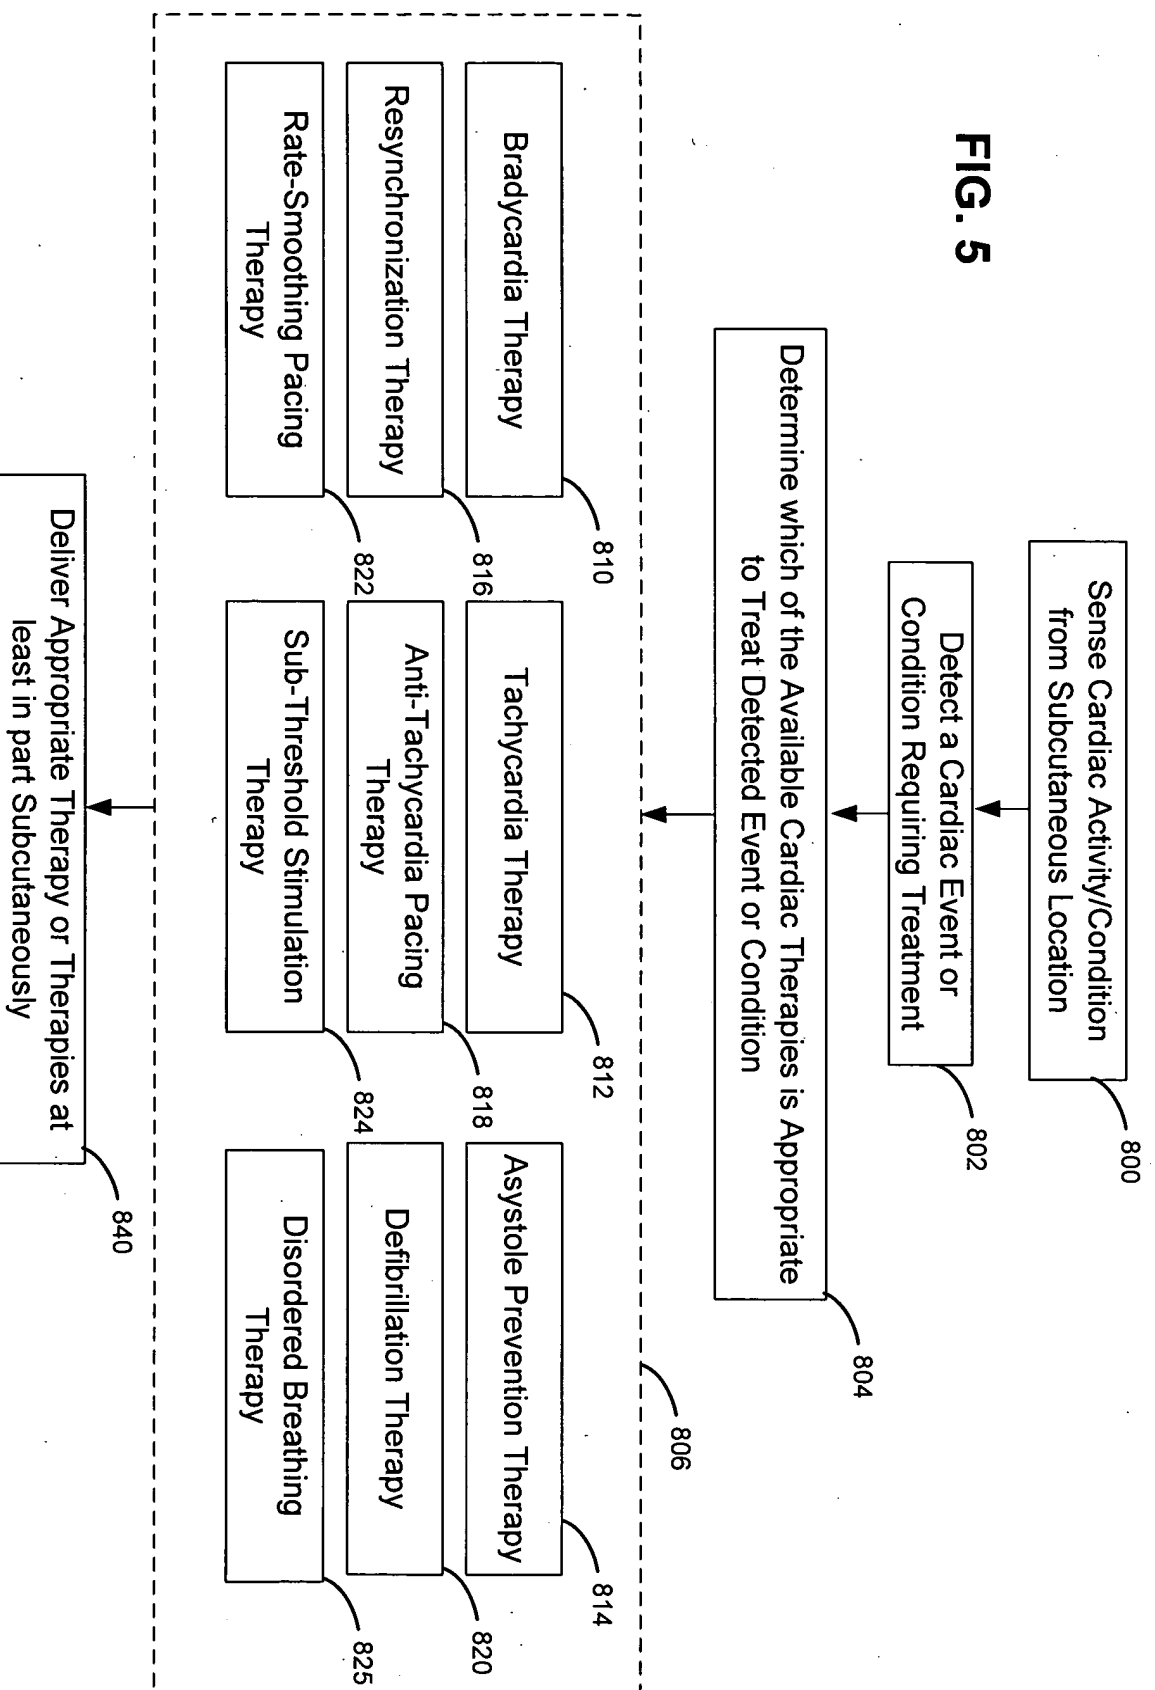 FIG. 5
Sense Cardiac Activity/Condition
from Subcutaneous Location
800
Detect a Cardiac Event or
Condition Requiring Treatment
802
Determine which of the Available Cardiac Therapies is Appropriate
to Treat Detected Event or Condition
804
806
Bradycardia Therapy
810
Tachycardia Therapy
812
Asystole Prevention Therapy
814
Resynchronization Therapy
816
Anti-Tachycardia Pacing
Therapy
818
Defibrillation Therapy
820
Rate-Smoothing Pacing
Therapy
822
Sub-Threshold Stimulation
Therapy
824
Disordered Breathing
Therapy
825
Deliver Appropriate Therapy or Therapies at
least in part Subcutaneously
840